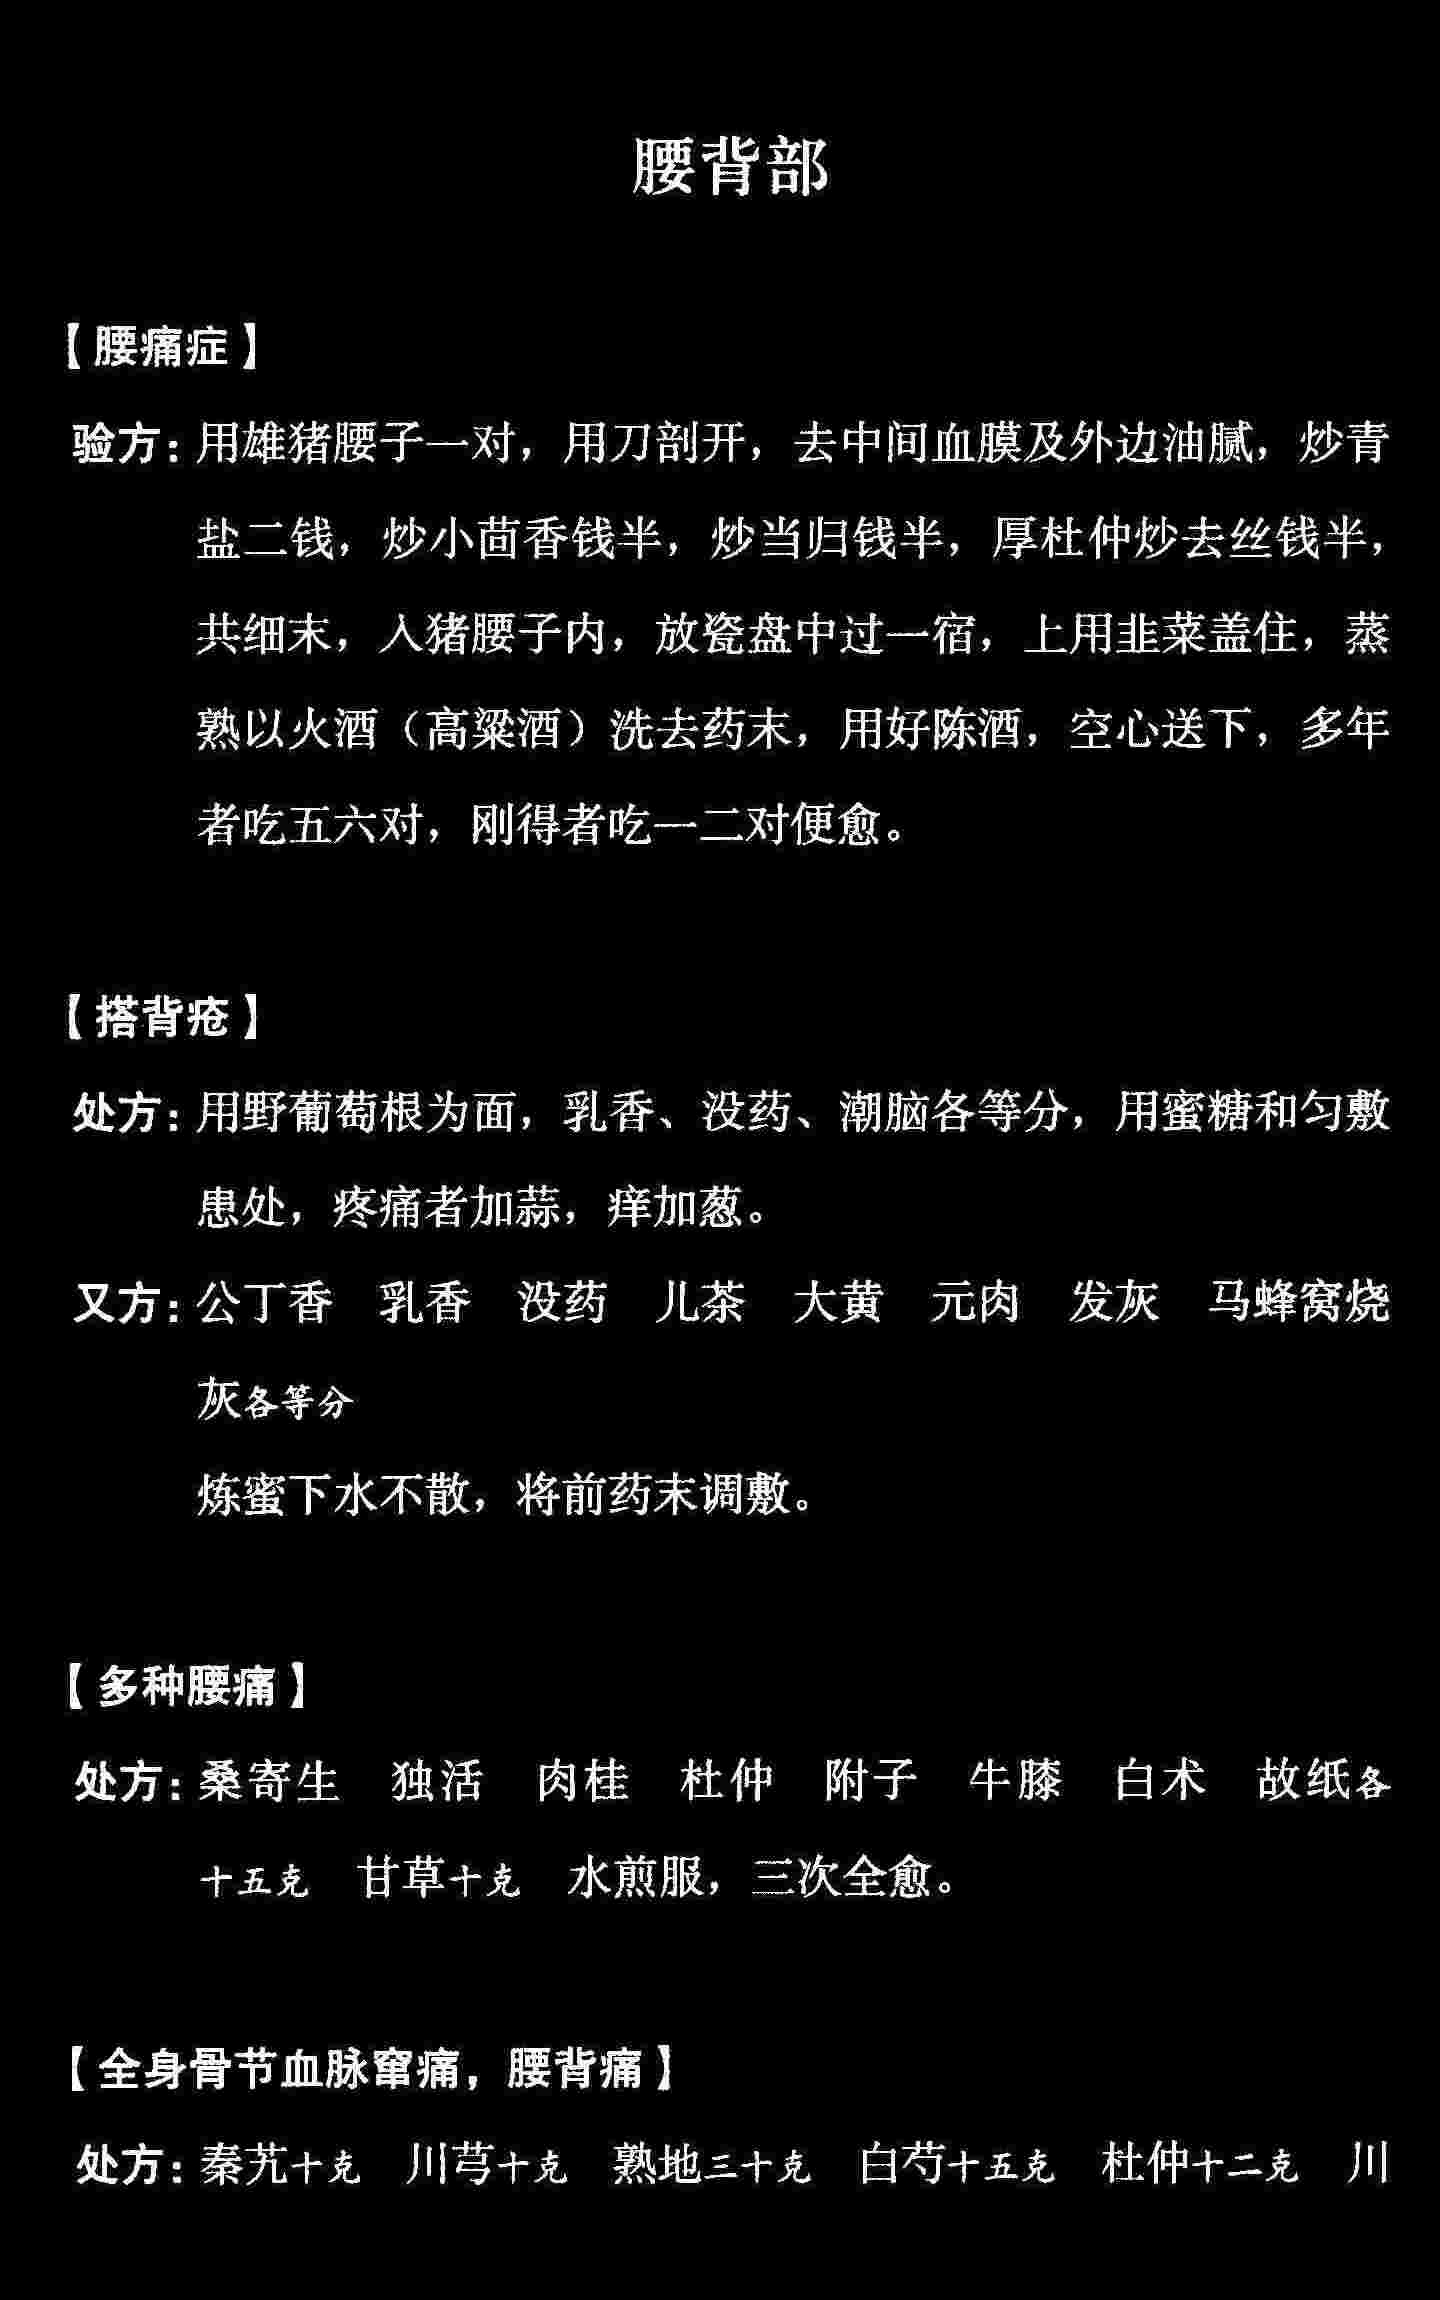 腰背部
【腰痛症】
验方：用雄猪腰子一对，用刀剖开，去中间血膜及外边油腻，炒青
盐二钱，炒小茴香钱半，炒当归钱半，厚杜仲炒去丝钱半，
共细末，入猪腰子内，放瓷盘中过一宿，上用韭菜盖住，蒸
熟以火酒（高粱酒）洗去药末，用好陈酒，空心送下，多年
者吃五六对，刚得者吃一二对便愈。
【搭背疮】
处方：用野葡萄根为面，乳香、没药、潮脑各等分，用蜜糖和匀敷
患处，疼痛者加蒜，痒加葱。
又方：公丁香　乳香　没药　儿茶　大黄　元肉　发灰　马蜂窝烧
灰各等分
炼蜜下水不散，将前药末调敷。
【多种腰痛】
处方：桑寄生　独活　肉桂　杜仲　附子　牛膝　白术　故纸各
十五克　甘草十克　水煎服，三次全愈。
【全身骨节血脉窜痛，腰背痛】
处方：秦艽十克　川芎十克　熟地三十克　白芍十五克　杜仲十二克　川